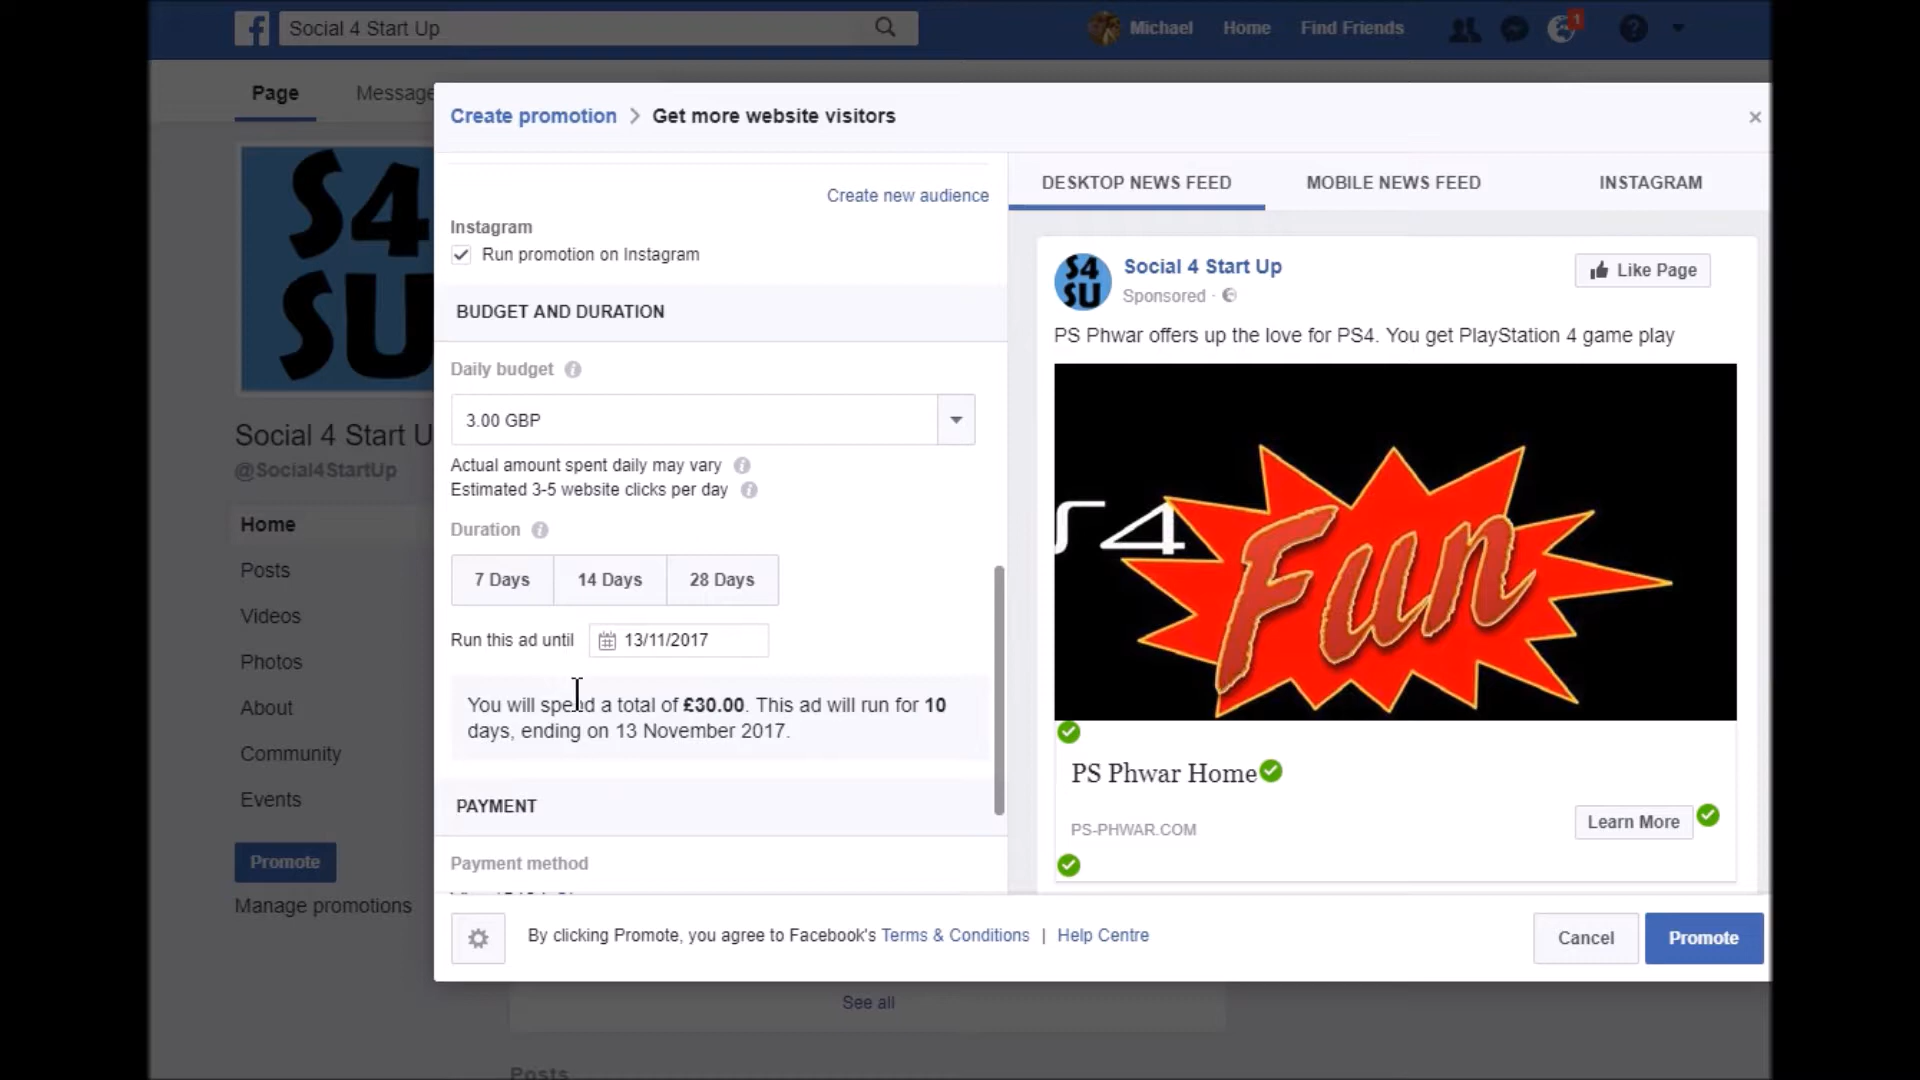 Social 4 Start Up
Michael
Home
Find Friends
1
Page
Message
Create promotion > Get more website visitors
×
S4
SU
Social 4 Start U
@Social4StartUp
Home
Posts
Videos
Photos
About
Community
Events
Promote
Manage promotions
Create new audience
Instagram
Run promotion on Instagram
BUDGET AND DURATION
Daily budget
3.00 GBP
Actual amount spent daily may vary
Estimated 3-5 website clicks per day
Duration
7 Days
14 Days
28 Days
Run this ad until
13/11/2017
You will spend a total of £30.00. This ad will run for 10
days, ending on 13 November 2017.
PAYMENT
Payment method
DESKTOP NEWS FEED
MOBILE NEWS FEED
INSTAGRAM
S4
SU
Social 4 Start Up
Sponsored ·
Like Page
PS Phwar offers up the love for PS4. You get PlayStation 4 game play
S4
Fun
PS Phwar Home
PS-PHWAR.COM
Learn More
By clicking Promote, you agree to Facebook's Terms & Conditions | Help Centre
Cancel
Promote
See all
Posts